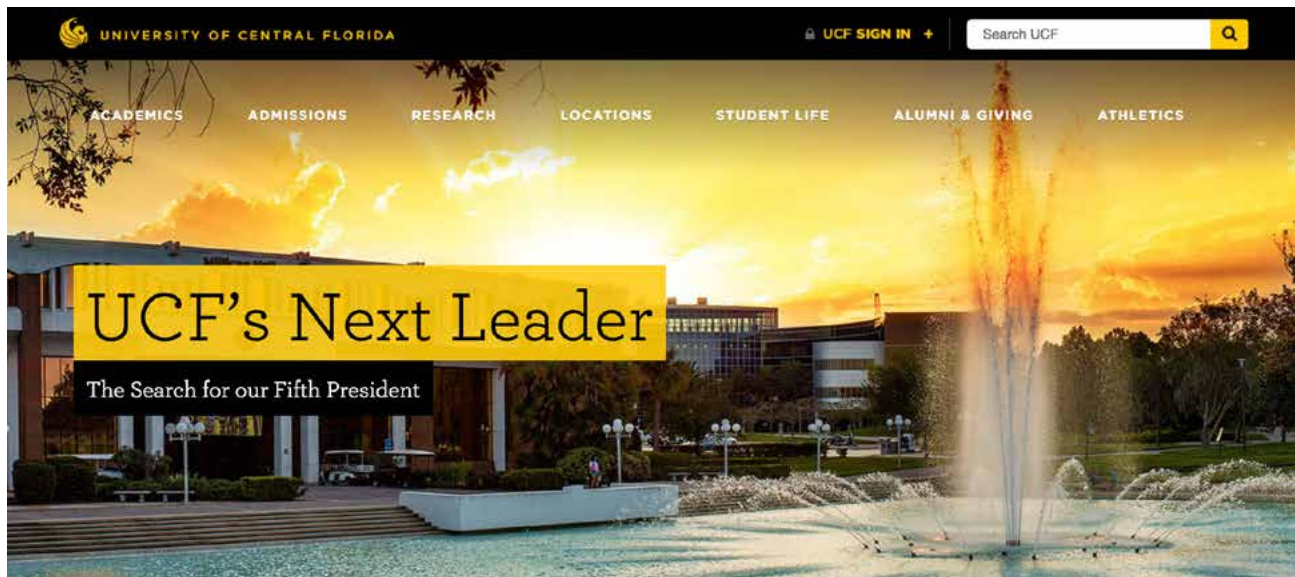 UNIVERSITY OF CENTRAL FLORIDA
UCF SIGN IN +
Search UCF
ACADEMICS
ADMISSIONS
RESEARCH
LOCATIONS
STUDENT LIFE
ALUMNI & GIVING
ATHLETICS
UCF's Next Leader
The Search for our Fifth President